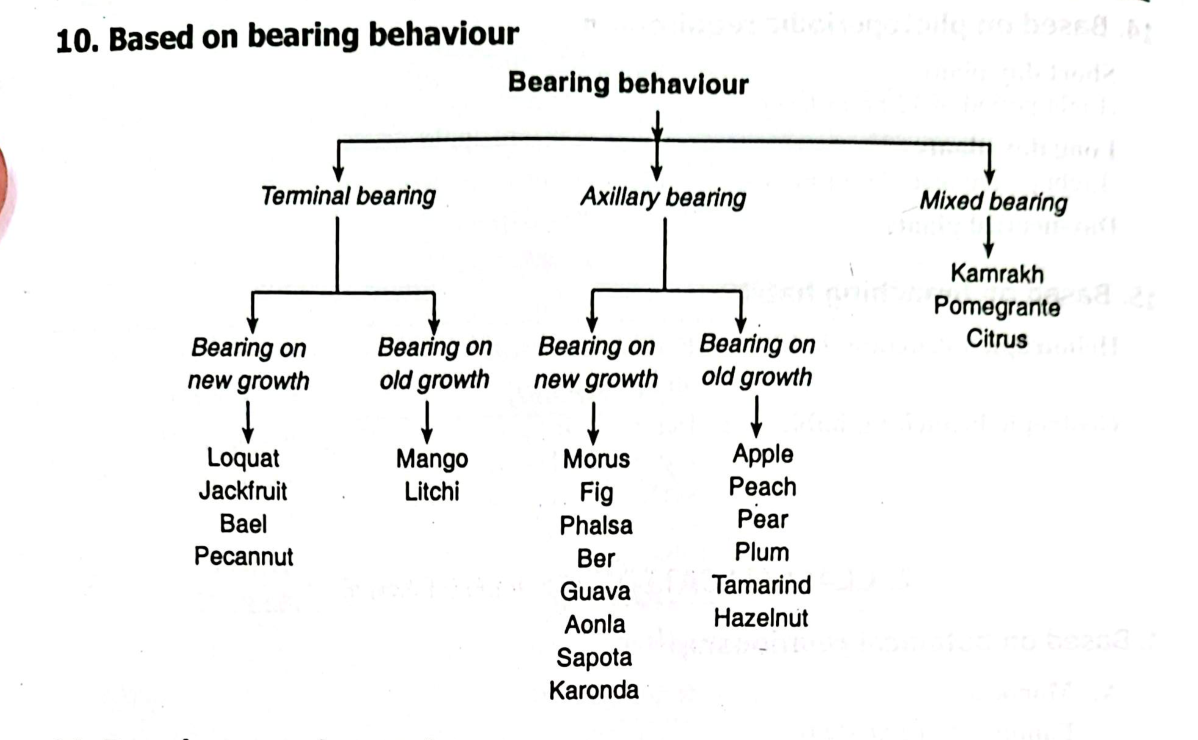 10. Based on bearing behaviour
Bearing behaviour
Terminal bearing
Axillary bearing
Mixed bearing
Kamrakh
Pomegrante
Citrus
Bearing on
new growth
Bearing on
old growth
Bearing on
new growth
Bearing on
old growth
Loquat
Jackfruit
Bael
Pecannut
Mango
Litchi
Morus
Fig
Phalsa
Ber
Guava
Aonla
Sapota
Karonda
Apple
Peach
Pear
Plum
Tamarind
Hazelnut